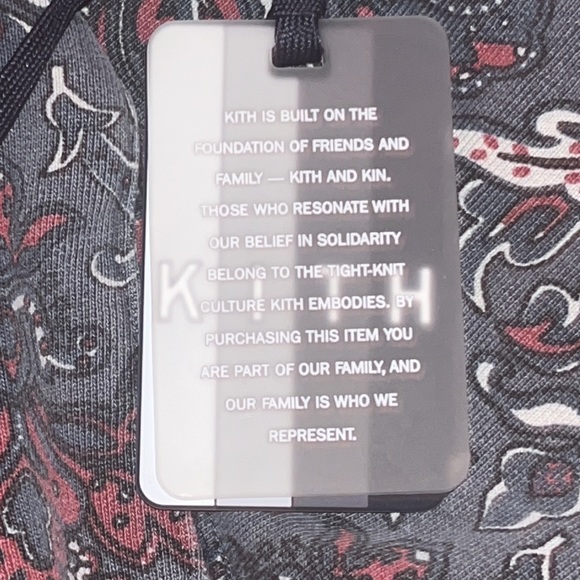 KITH IS BUILT ON THE
FOUNDATION OF FRIENDS AND
FAMILY — KITH AND KIN.
THOSE WHO RESONATE WITH
OUR BELIEF IN SOLIDARITY
BELONG TO THE TIGHT-KNIT
KITH
CULTURE KITH EMBODIES. BY
PURCHASING THIS ITEM YOU
ARE PART OF OUR FAMILY, AND
OUR FAMILY IS WHO WE
REPRESENT.